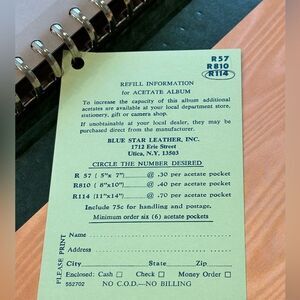 R57
R810
R114
REFILL INFORMATION
for ACETATE ALBUM
To increase the capacity of this album additional
acetates are available at your local department store,
stationery, gift or camera shop.
If unobtainable at your local dealer, they may be
purchased direct from the manufacturer.
BLUE STAR LEATHER, INC.
1712 Erie Street
Utica, N.Y. 13503
CIRCLE THE NUMBER DESIRED
R 57 ( 5"x 7") @ .30 per acetate pocket
R810 ( 8"x10") @ .40 per acetate pocket
R114 (11"x14") @ .70 per acetate pocket
Include 75c for handling and postage.
Minimum order six (6) acetate pockets
PLEASE PRINT
Name
Address
City State Zip
Enclosed: Cash Check Money Order
552702 NO C.O.D.—NO BILLING